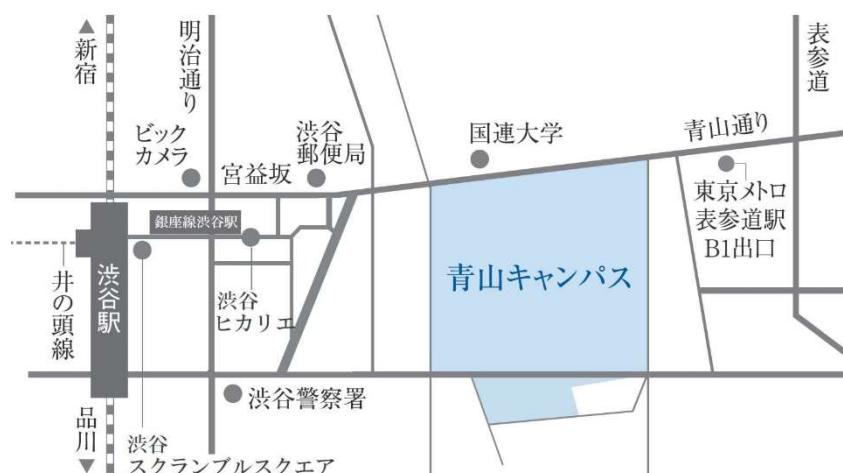 ▲新宿
明治通り
表参道
ビック
カメラ
渋谷
郵便局
国連大学
青山通り
宮益坂
東京メトロ
表参道駅
B1出口
銀座線渋谷駅
渋谷駅
井の頭線
渋谷
ヒカリエ
青山キャンパス
渋谷警察署
品川▼
渋谷
スクランブルスクエア